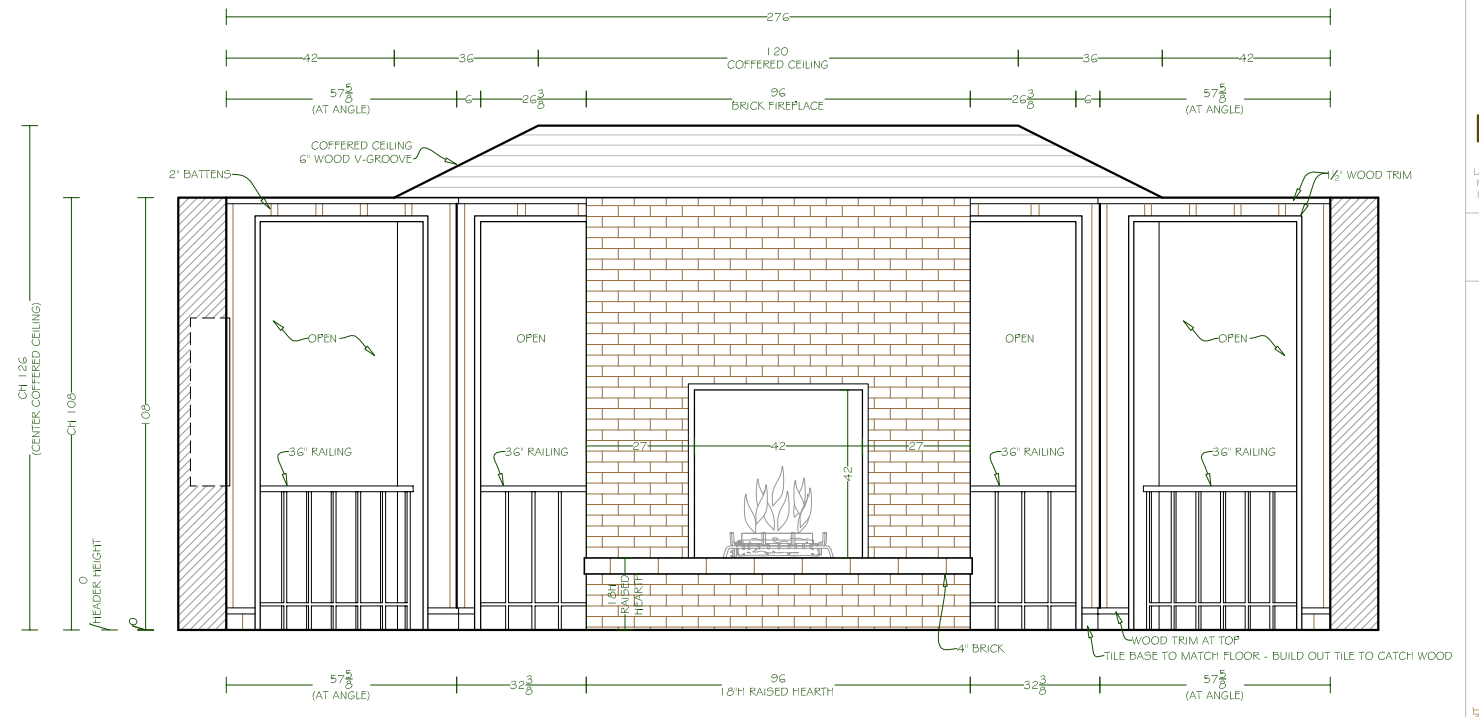 276
42
36
120
36
42
COFFERED CEILING
57 5/8
6
26 3/8
96
26 3/8
6
57 5/8
(AT ANGLE)
BRICK FIREPLACE
(AT ANGLE)
COFFERED CEILING
6" WOOD V-GROOVE
2" BATTENS
1½" WOOD TRIM
OPEN
OPEN
OPEN
OPEN
CH 126
(CENTER COFFERED CEILING)
CH 108
108
27
42
27
42
36" RAILING
36" RAILING
36" RAILING
36" RAILING
0
HEADER HEIGHT
0
18H
RAISED
HEARTH
4" BRICK
WOOD TRIM AT TOP
TILE BASE TO MATCH FLOOR - BUILD OUT TILE TO CATCH WOOD
57 5/8
32 3/8
96
32 3/8
57 5/8
(AT ANGLE)
18"H RAISED HEARTH
(AT ANGLE)